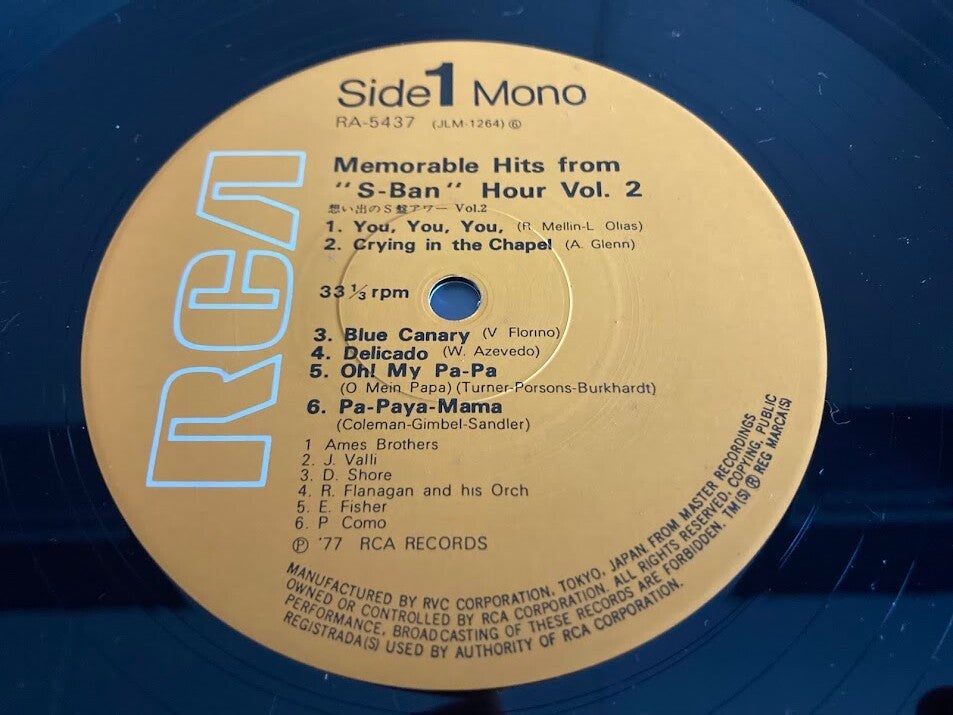 Side 1 Mono
RA-5437 (JLM-1264) ⑥
Memorable Hits from
"S-Ban" Hour Vol. 2
想い出のS盤アワー Vol.2
1. You, You, You, (R. Mellin-L. Olias)
2. Crying in the Chapel (A. Glenn)
33 1/3 rpm
3. Blue Canary (V. Florino)
4. Delicado (W. Azevedo)
5. Oh! My Pa-Pa
(O Mein Papa) (Turner-Porsons-Burkhardt)
6. Pa-Paya-Mama
(Coleman-Gimbel-Sandler)
1 Ames Brothers
2. J. Valli
3. D. Shore
4. R. Flanagan and his Orch
5. E. Fisher
6. P Como
Ⓟ '77 RCA RECORDS
RCA
MANUFACTURED BY RVC CORPORATION, TOKYO, JAPAN FROM MASTER RECORDINGS
OWNED OR CONTROLLED BY RCA CORPORATION. ALL RIGHTS RESERVED, COPYING, PUBLIC
PERFORMANCE, BROADCASTING OF THESE RECORDS ARE FORBIDDEN. TM(S) ® REG MARCA(S)
REGISTRADA(S) USED BY AUTHORITY OF RCA CORPORATION.